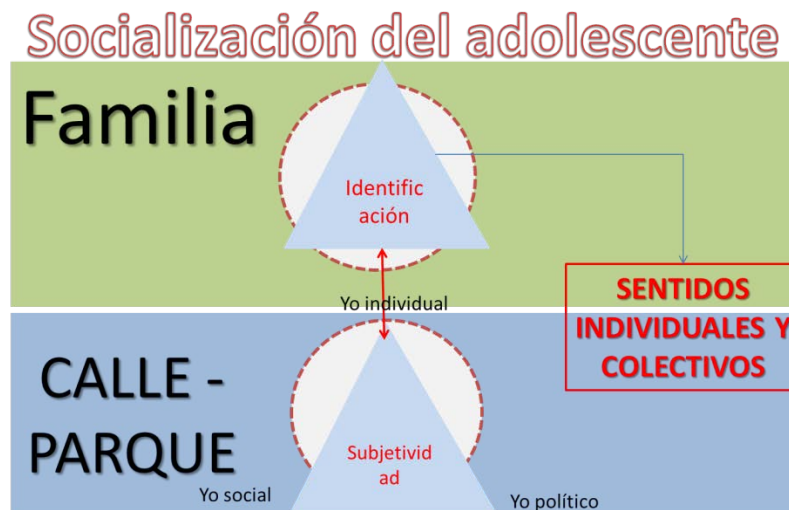 Socialización del adolescente
Familia
Identific
ación
Yo individual
SENTIDOS
INDIVIDUALES Y
COLECTIVOS
CALLE -
PARQUE
Subjetivid
ad
Yo social
Yo político